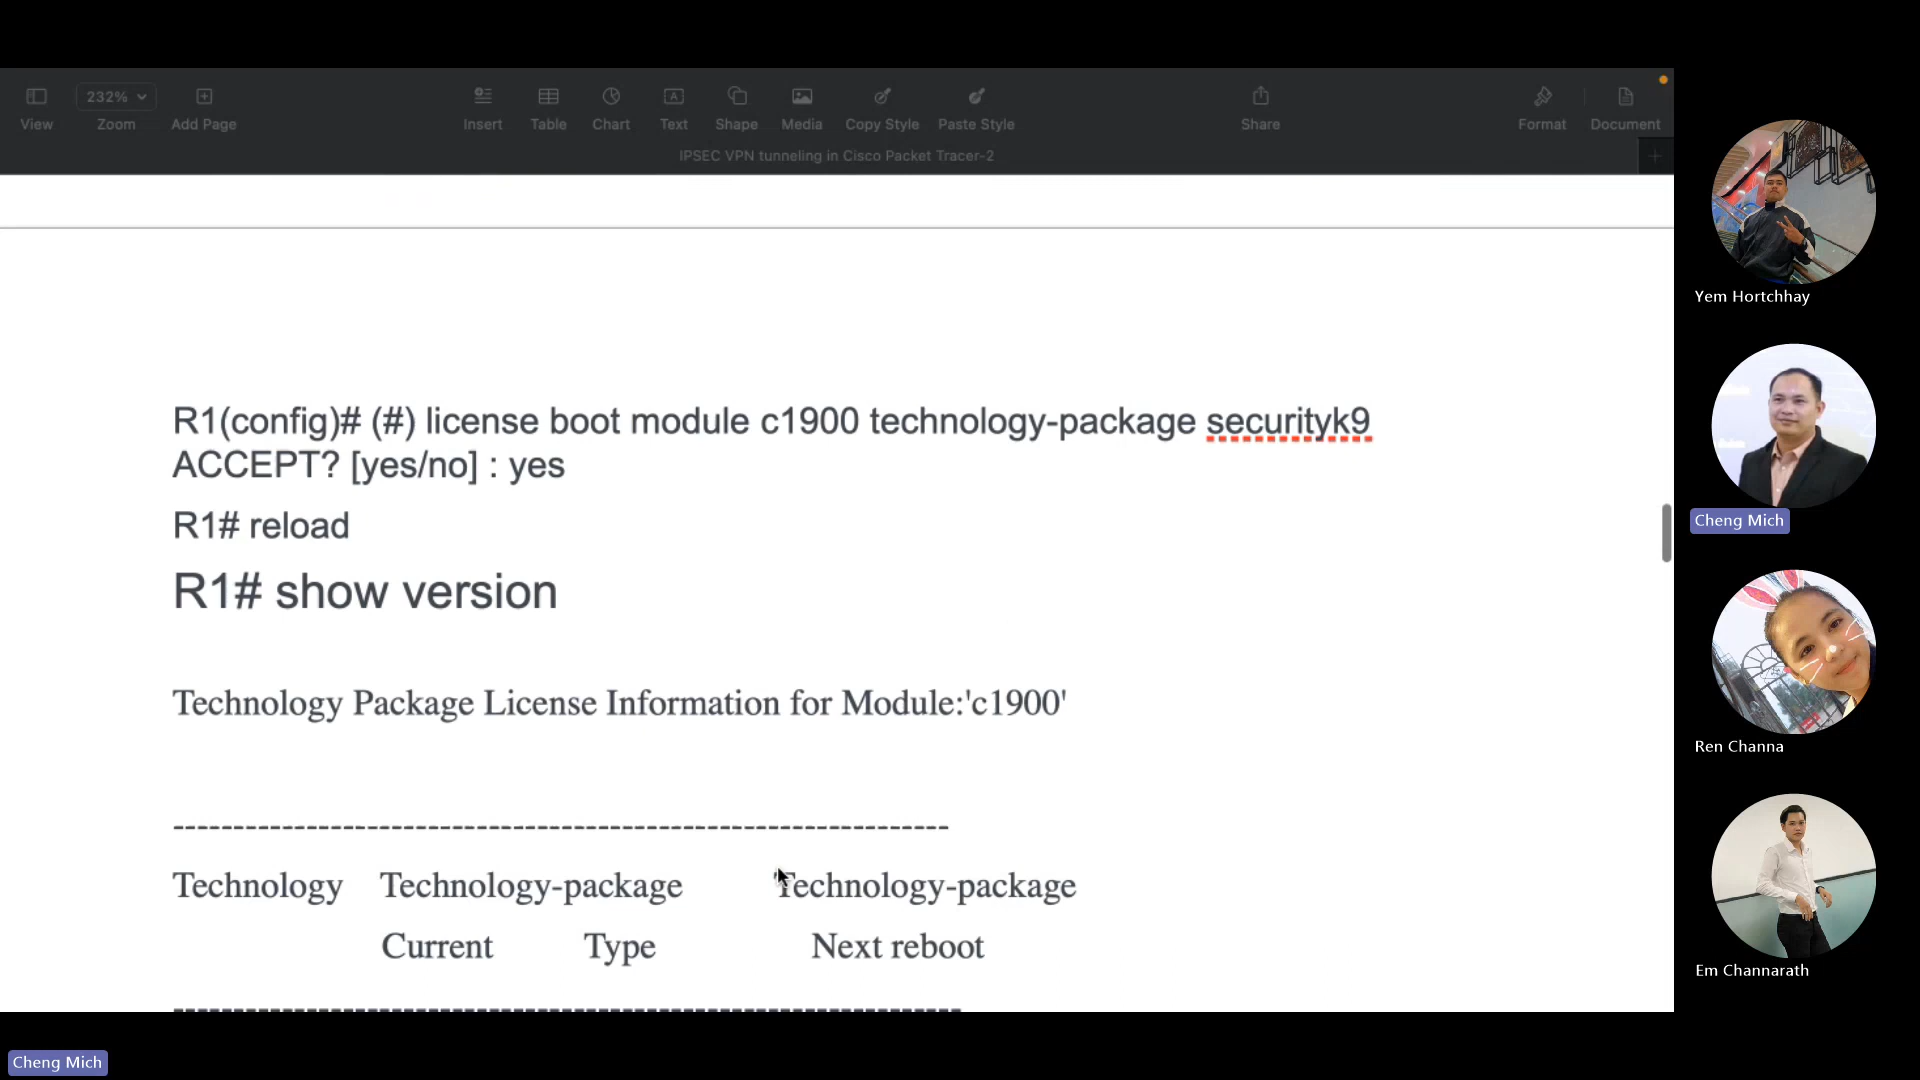 232%
View
Zoom
Add Page
Insert
Table
Chart
Text
Shape
Media
Copy Style
Paste Style
Share
Format
Document
IPSEC VPN tunneling in Cisco Packet Tracer-2
R1(config)# (#) license boot module c1900 technology-package securityk9
ACCEPT? [yes/no] : yes
R1# reload
R1# show version
Technology Package License Information for Module:'c1900'
------------------------------------------------------------------
Technology Technology-package Technology-package
Current Type Next reboot
-------------------------------------------------------------------
Yem Hortchhay
Cheng Mich
Ren Channa
Em Channarath
Cheng Mich